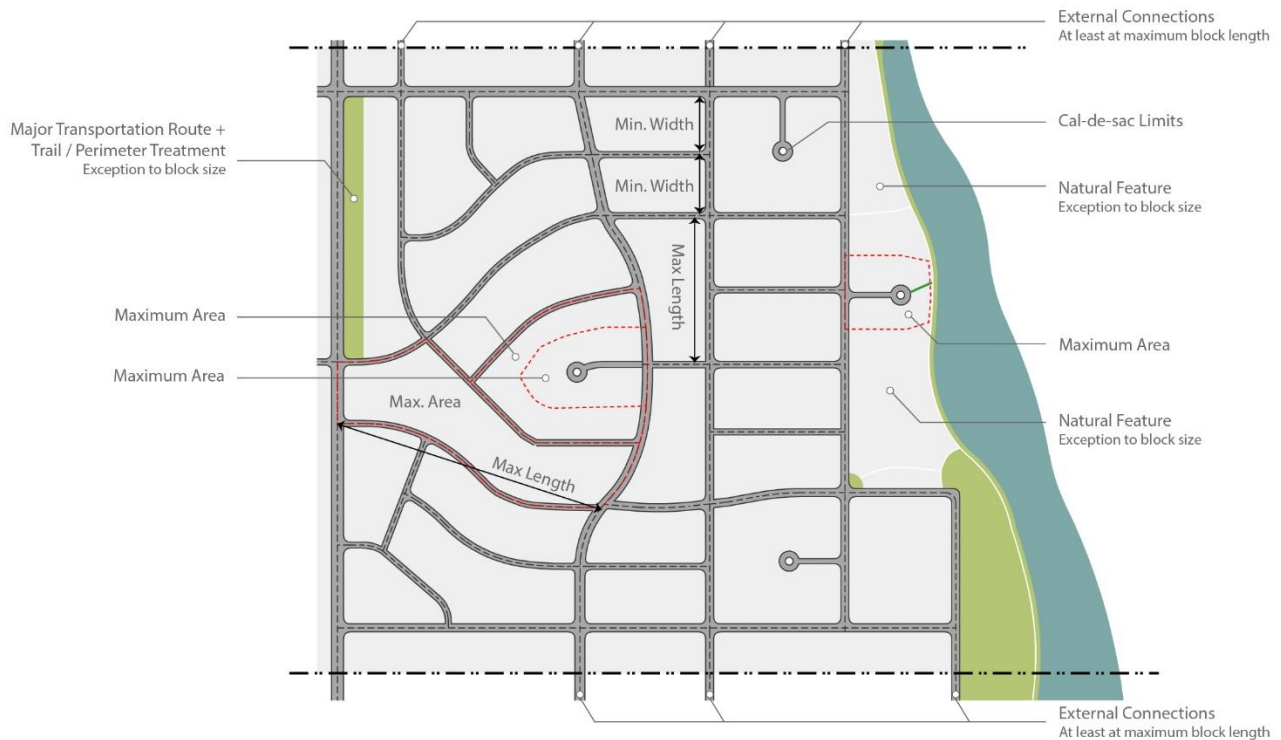 External Connections
At least at maximum block length
Major Transportation Route +
Trail / Perimeter Treatment
Exception to block size
Min. Width
Cal-de-sac Limits
Min. Width
Natural Feature
Exception to block size
Max Length
Maximum Area
Maximum Area
Maximum Area
Max. Area
Natural Feature
Exception to block size
Max Length
External Connections
At least at maximum block length